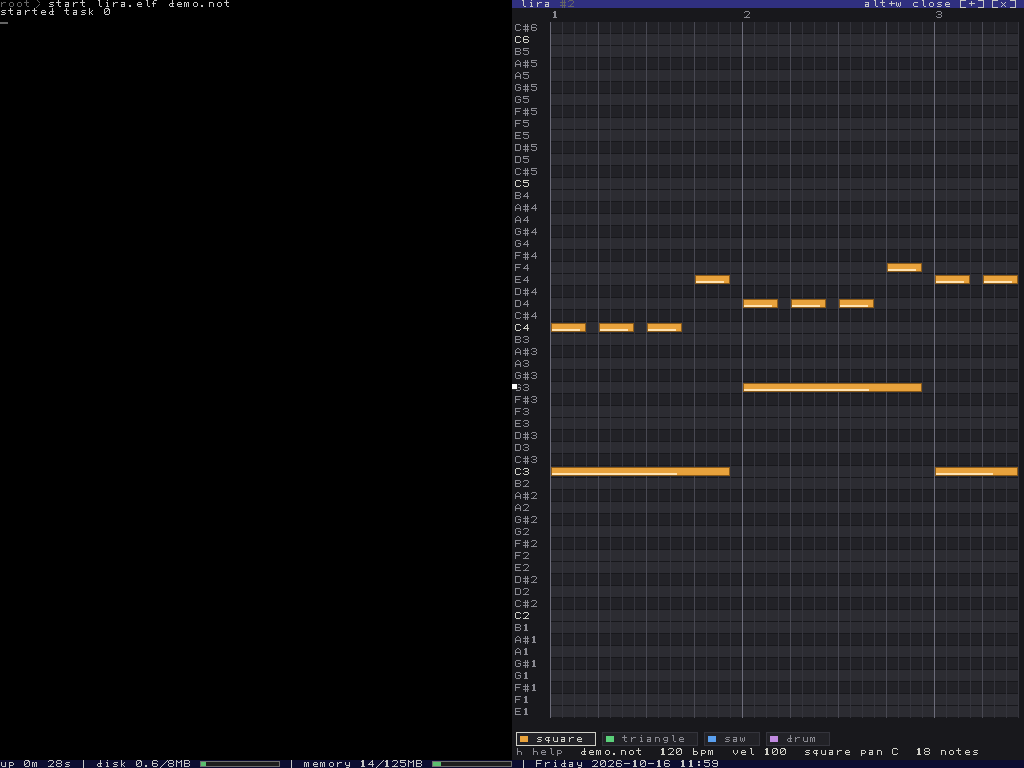 root > start lira.elf demo.not
started task 0
lira #2 alt+w close [+] [x]
1 2 3
C#6
C6
B5
A#5
A5
G#5
G5
F#5
F5
E5
D#5
D5
C#5
C5
B4
A#4
A4
G#4
G4
F#4
F4
E4
D#4
D4
C#4
C4
B3
A#3
A3
G#3
G3
F#3
F3
E3
D#3
D3
C#3
C3
B2
A#2
A2
G#2
G2
F#2
F2
E2
D#2
D2
C#2
C2
B1
A#1
A1
G#1
G1
F#1
F1
E1
square triangle saw drum
h help demo.not 120 bpm vel 100 square pan C 18 notes
up 0m 28s | disk 0.6/8MB | memory 14/125MB | Friday 2026-10-16 11:59